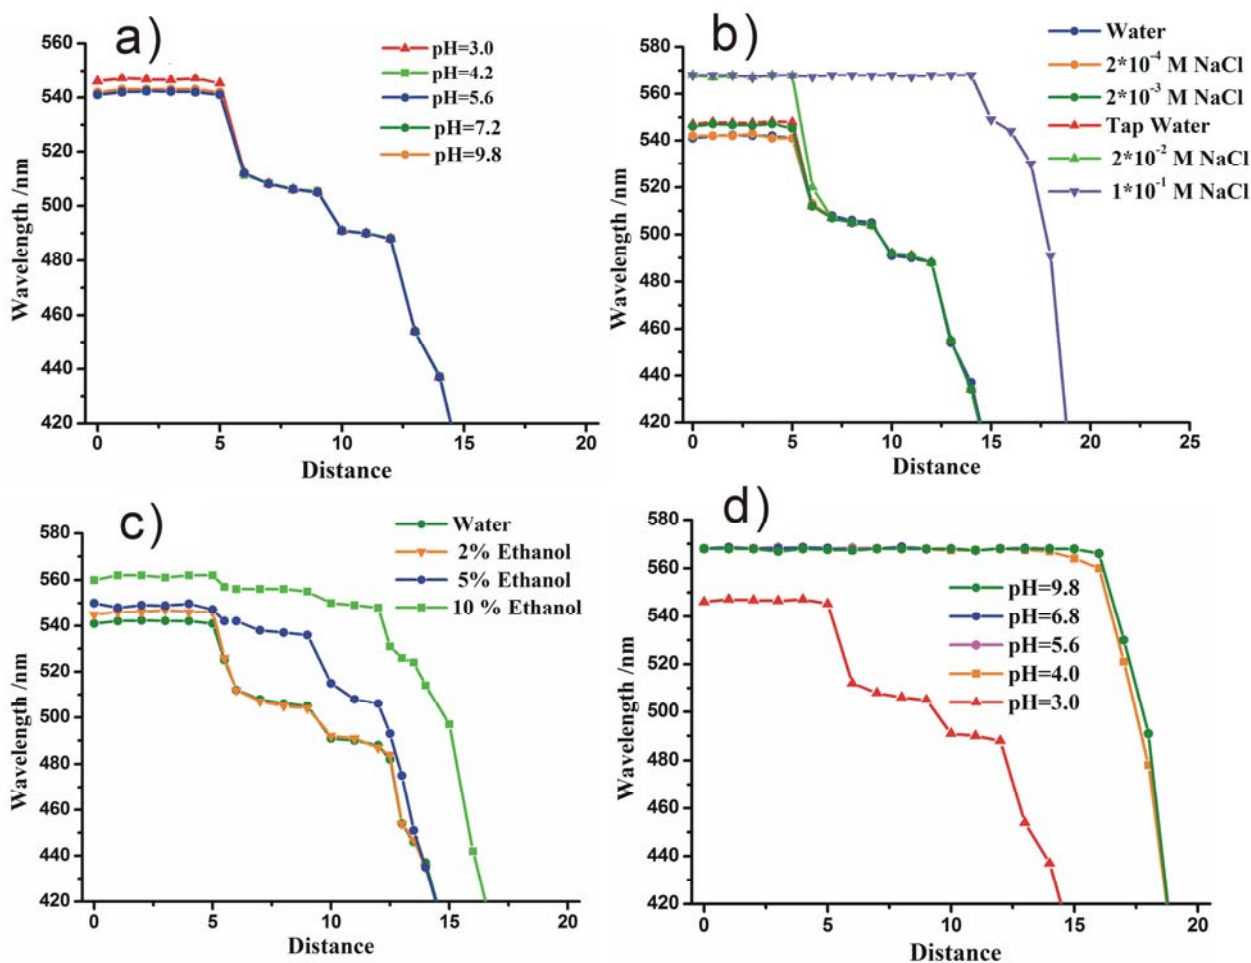 a)
pH=3.0
pH=4.2
pH=5.6
pH=7.2
pH=9.8
Wavelength /nm
560
540
520
500
480
460
440
420
0 5 10 15 20
Distance
b)
Water
2*10⁻⁴ M NaCl
2*10⁻³ M NaCl
Tap Water
2*10⁻² M NaCl
1*10⁻¹ M NaCl
Wavelength /nm
580
560
540
520
500
480
460
440
420
0 5 10 15 20 25
Distance
c)
Water
2% Ethanol
5% Ethanol
10 % Ethanol
Wavelength /nm
580
560
540
520
500
480
460
440
420
0 5 10 15 20
Distance
d)
pH=9.8
pH=6.8
pH=5.6
pH=4.0
pH=3.0
Wavelength /nm
580
560
540
520
500
480
460
440
420
0 5 10 15 20
Distance